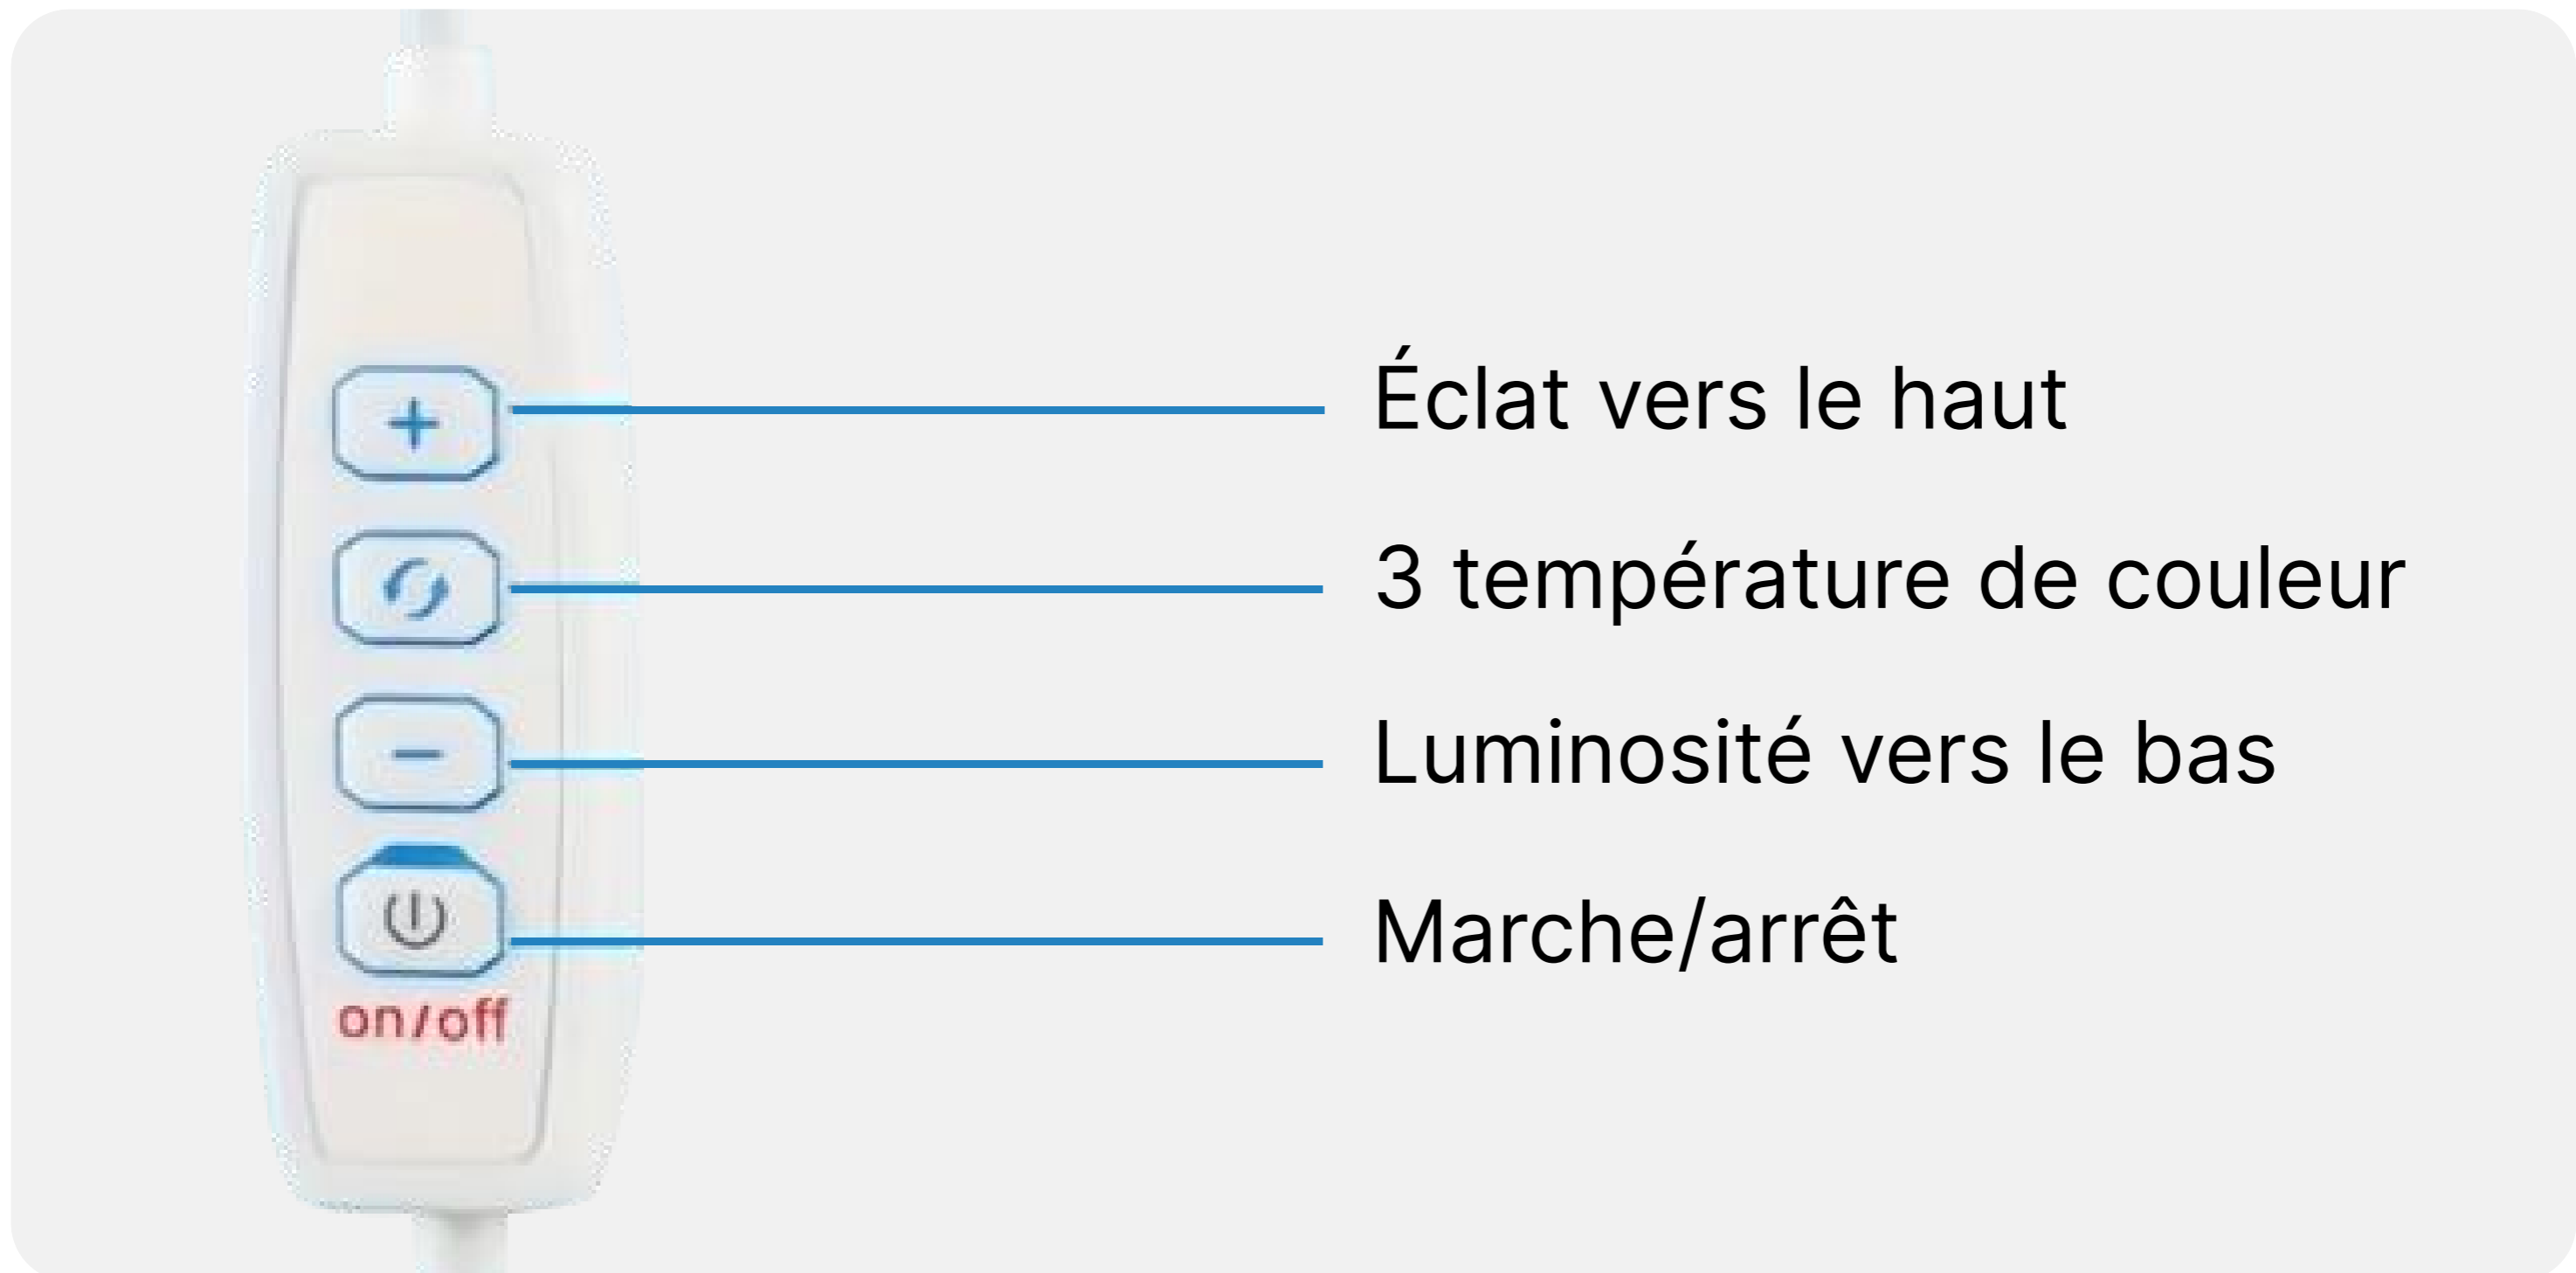 Éclat vers le haut
3 température de couleur
Luminosité vers le bas
Marche/arrêt
on/off